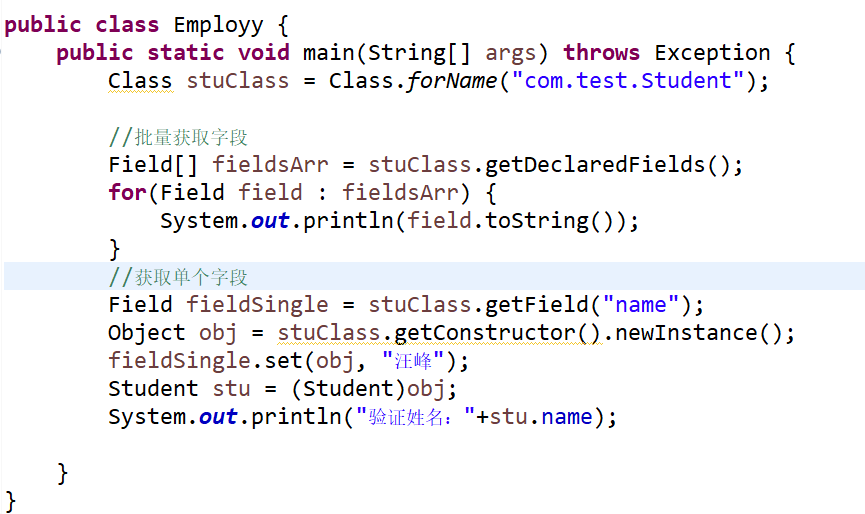 public class Employy {
public static void main(String[] args) throws Exception {
Class stuClass = Class.forName("com.test.Student");
//批量获取字段
Field[] fieldsArr = stuClass.getDeclaredFields();
for(Field field : fieldsArr) {
System.out.println(field.toString());
}
//获取单个字段
Field fieldSingle = stuClass.getField("name");
Object obj = stuClass.getConstructor().newInstance();
fieldSingle.set(obj, "汪峰");
Student stu = (Student)obj;
System.out.println("验证姓名："+stu.name);
}
}